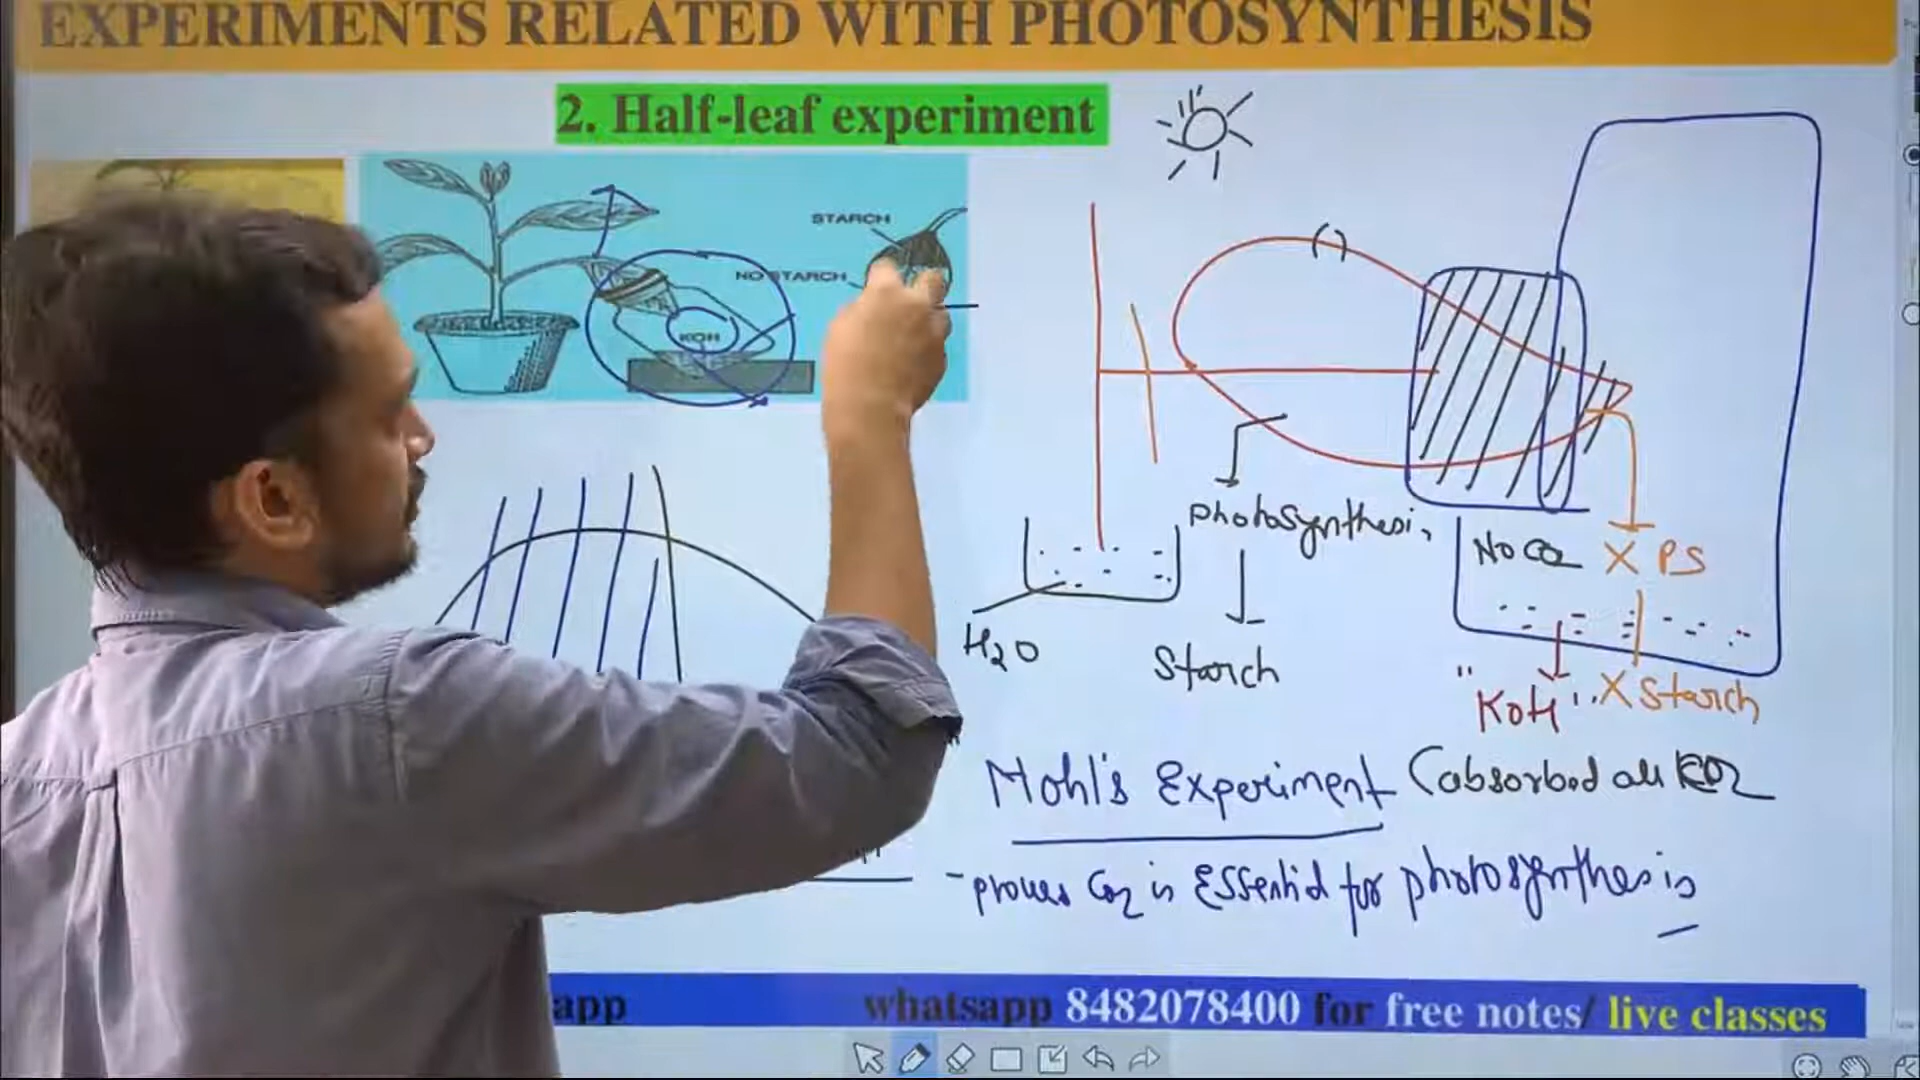 EXPERIMENTS RELATED WITH PHOTOSYNTHESIS
2. Half-leaf experiment
STARCH
NO STARCH
KOH
photosynthesis
Starch
H2O
No CO2 X PS
"KOH" X Starch
Mohl's Experiment (absorbed all CO2
- proves CO2 is Essential for photosynthesis
app
whatsapp 8482078400 for free notes/ live classes